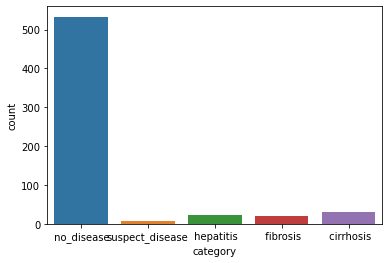 500
400
300
200
100
0
count
no_disease suspect_disease hepatitis fibrosis cirrhosis
category